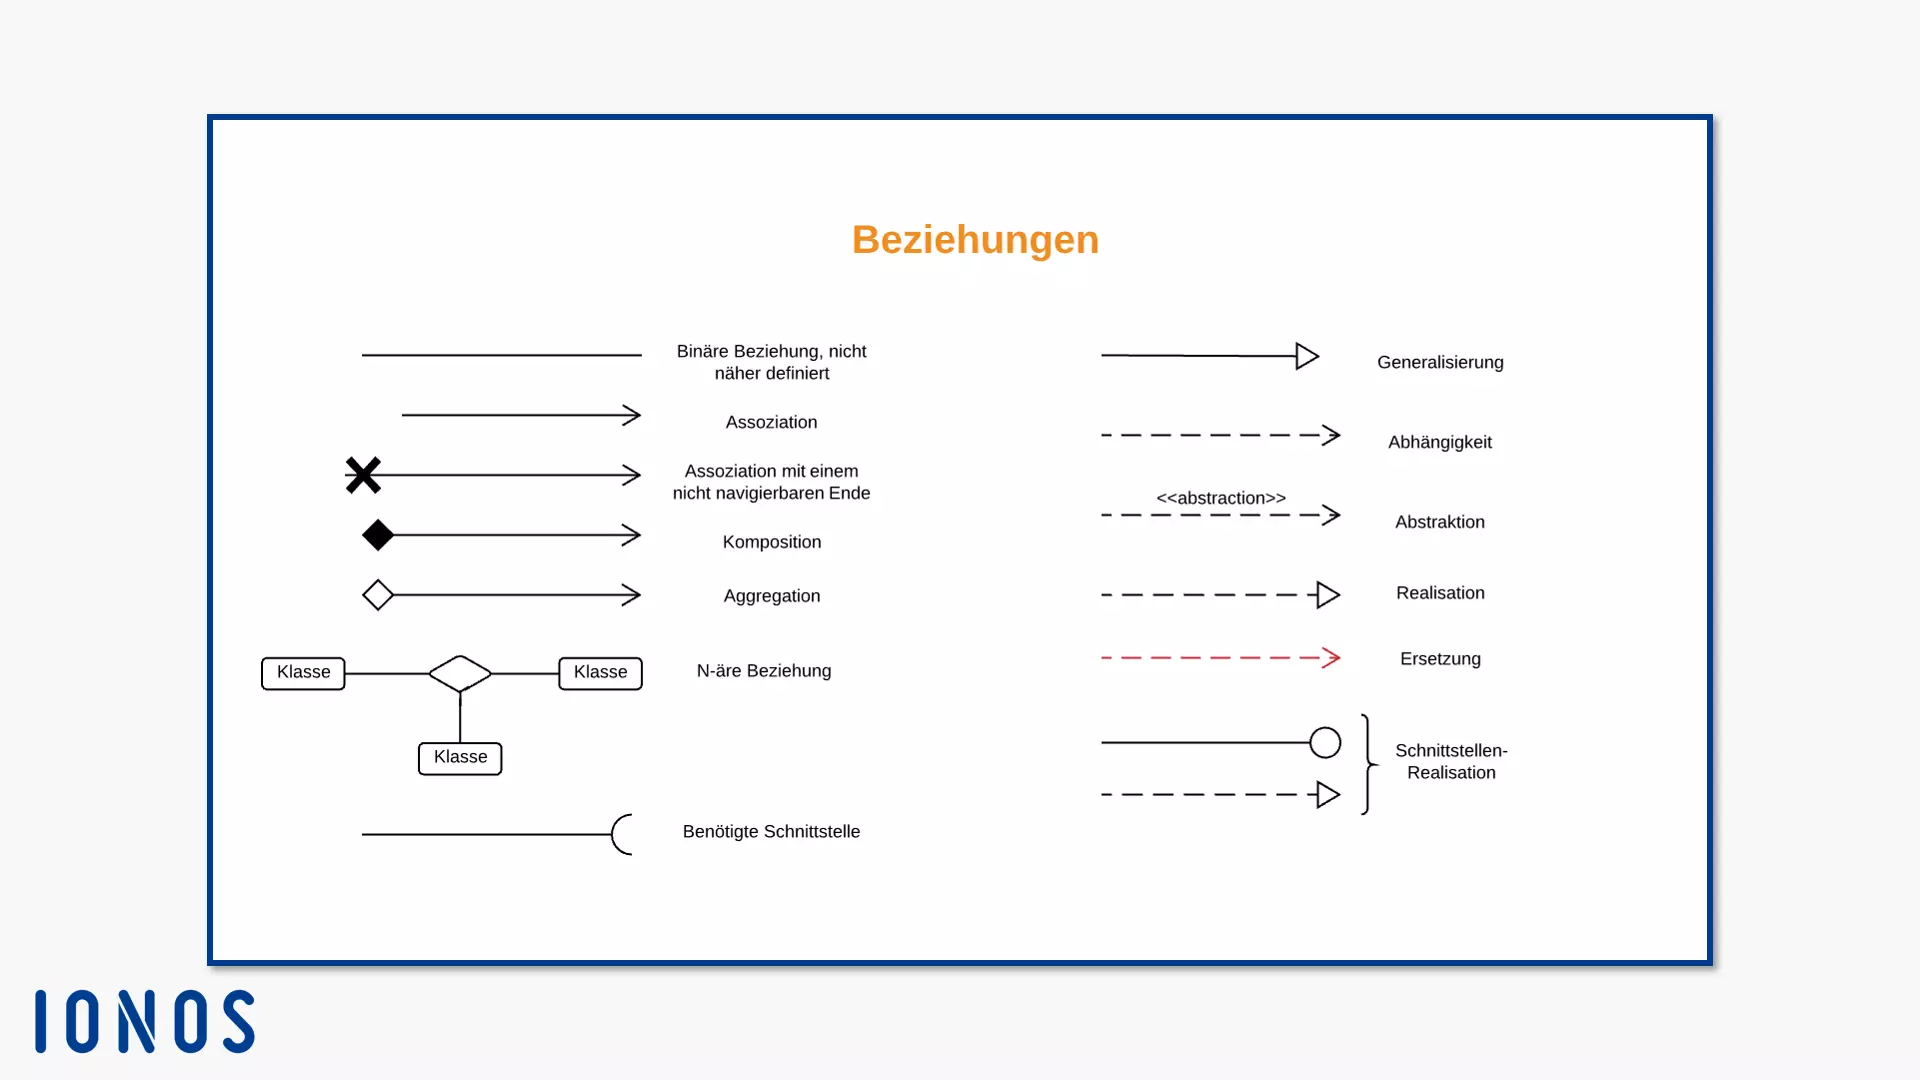 Beziehungen
Binäre Beziehung, nicht
näher definiert
Assoziation
Assoziation mit einem
nicht navigierbaren Ende
Komposition
Aggregation
Klasse
Klasse
N-äre Beziehung
Klasse
Benötigte Schnittstelle
Generalisierung
Abhängigkeit
<<abstraction>>
Abstraktion
Realisation
Ersetzung
Schnittstellen-
Realisation
IONOS